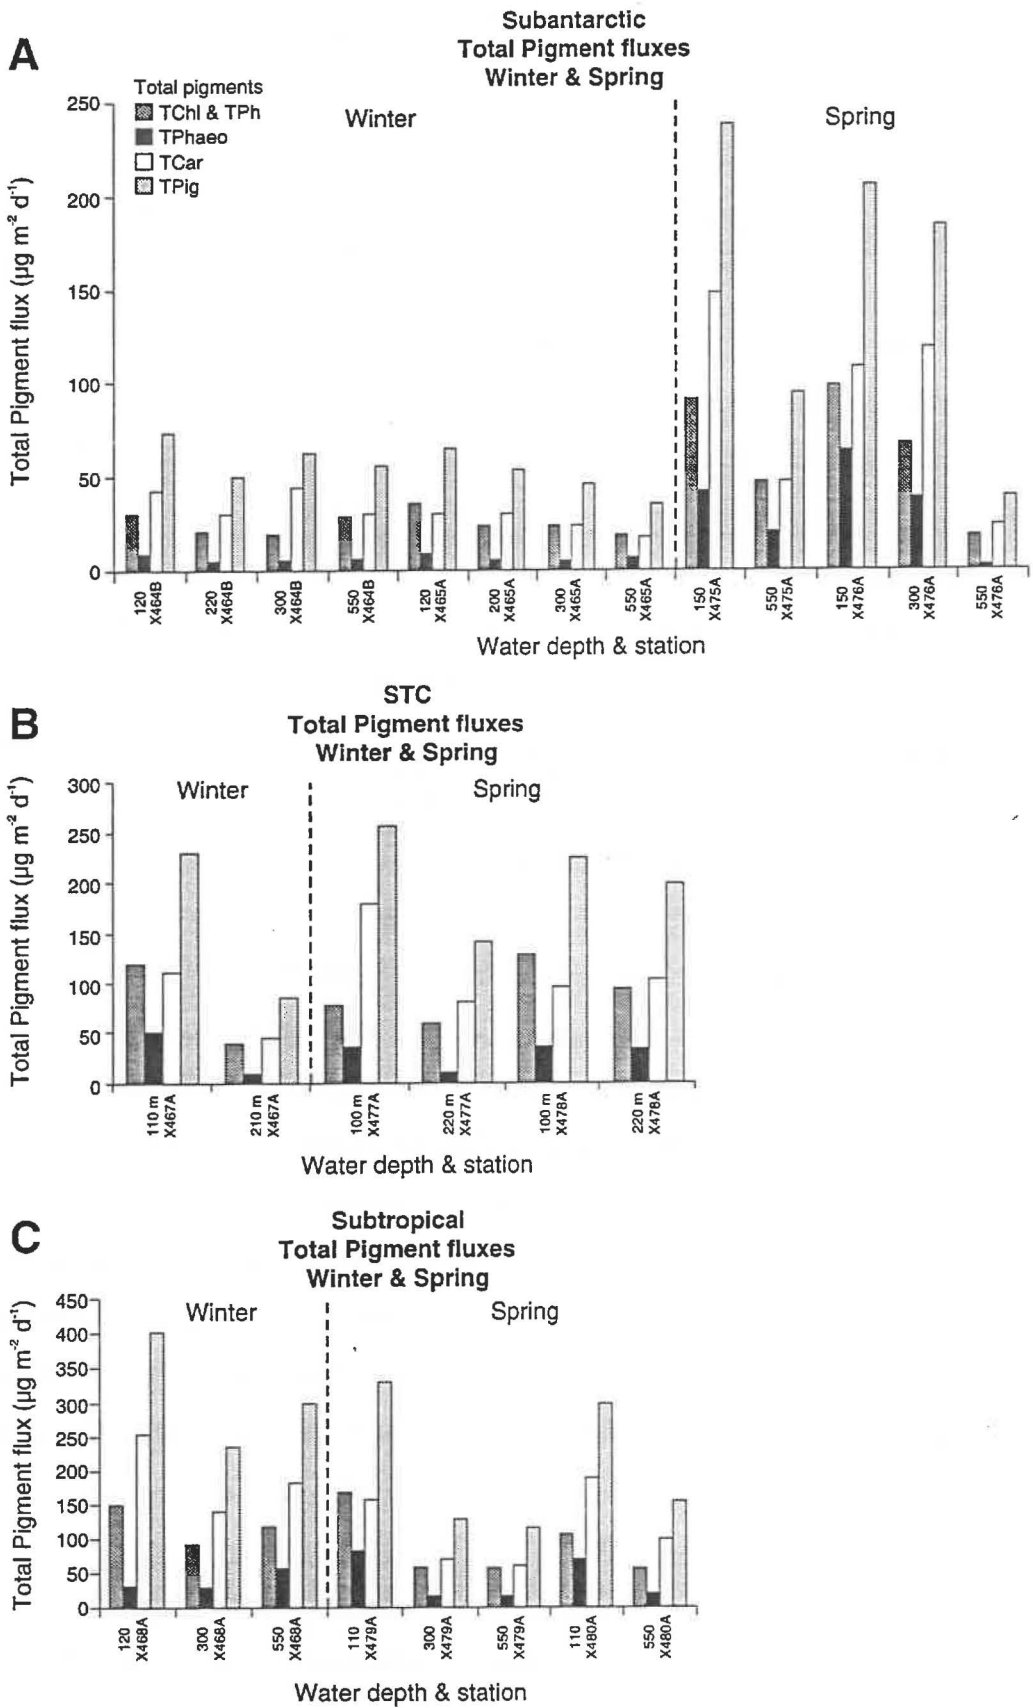 A
Subantarctic
Total Pigment fluxes
Winter & Spring
Total pigments
TChl & TPh
TPhaeo
TCar
TPig
Winter
Spring
Total Pigment flux (µg m⁻² d⁻¹)
250
200
150
100
50
0
120 X464B
220 X464B
300 X464B
550 X464B
120 X465A
200 X465A
300 X465A
550 X465A
150 X475A
550 X475A
150 X476A
300 X476A
550 X476A
Water depth & station
B
STC
Total Pigment fluxes
Winter & Spring
Winter
Spring
Total Pigment flux (µg m⁻² d⁻¹)
300
250
200
150
100
50
0
110 m X467A
210 m X467A
100 m X477A
220 m X477A
100 m X478A
220 m X478A
Water depth & station
C
Subtropical
Total Pigment fluxes
Winter & Spring
Winter
Spring
Total Pigment flux (µg m⁻² d⁻¹)
450
400
350
300
250
200
150
100
50
0
120 X468A
300 X468A
550 X468A
110 X479A
300 X479A
550 X479A
110 X480A
550 X480A
Water depth & station